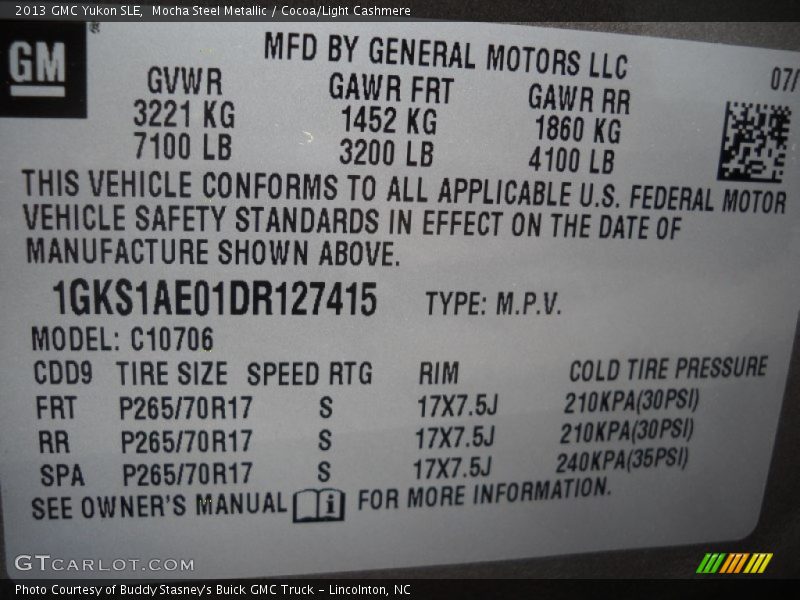 2013 GMC Yukon SLE, Mocha Steel Metallic / Cocoa/Light Cashmere
GM
MFD BY GENERAL MOTORS LLC
07/
GVWR GAWR FRT GAWR RR
3221 KG 1452 KG 1860 KG
7100 LB 3200 LB 4100 LB
THIS VEHICLE CONFORMS TO ALL APPLICABLE U.S. FEDERAL MOTOR
VEHICLE SAFETY STANDARDS IN EFFECT ON THE DATE OF
MANUFACTURE SHOWN ABOVE.
1GKS1AE01DR127415 TYPE: M.P.V.
MODEL: C10706
CDD9 TIRE SIZE SPEED RTG RIM COLD TIRE PRESSURE
FRT P265/70R17 S 17X7.5J 210KPA(30PSI)
RR P265/70R17 S 17X7.5J 210KPA(30PSI)
SPA P265/70R17 S 17X7.5J 240KPA(35PSI)
SEE OWNER'S MANUAL i FOR MORE INFORMATION.
GTCARLOT.COM
Photo Courtesy of Buddy Stasney's Buick GMC Truck - Lincolnton, NC